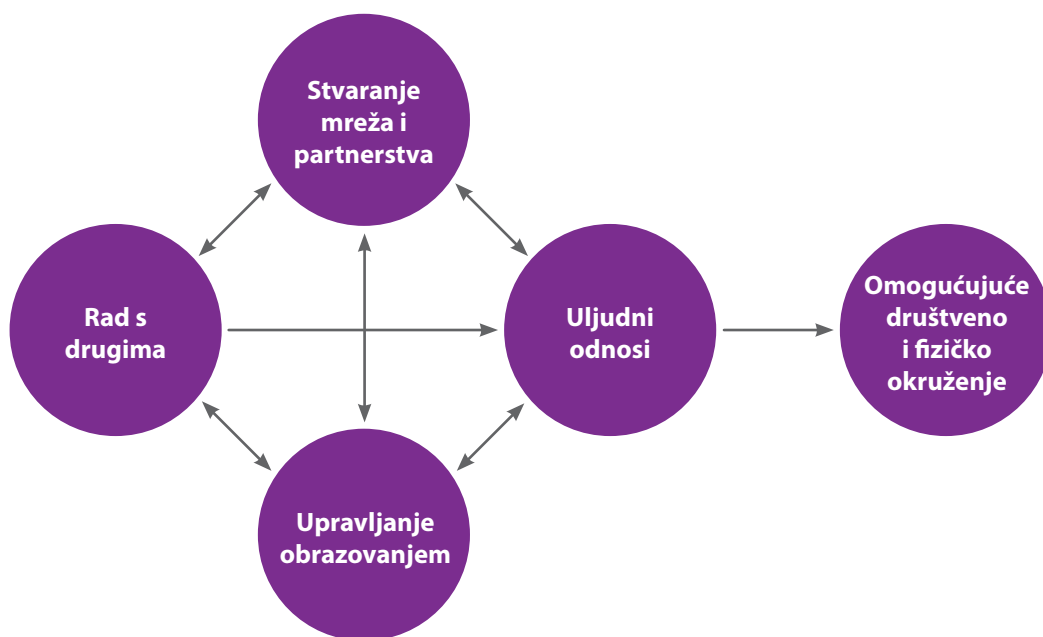 Stvaranje
mreža i
partnerstva
Rad s
drugima
Uljudni
odnosi
Omogućujuće
društveno
i fizičko
okruženje
Upravljanje
obrazovanjem